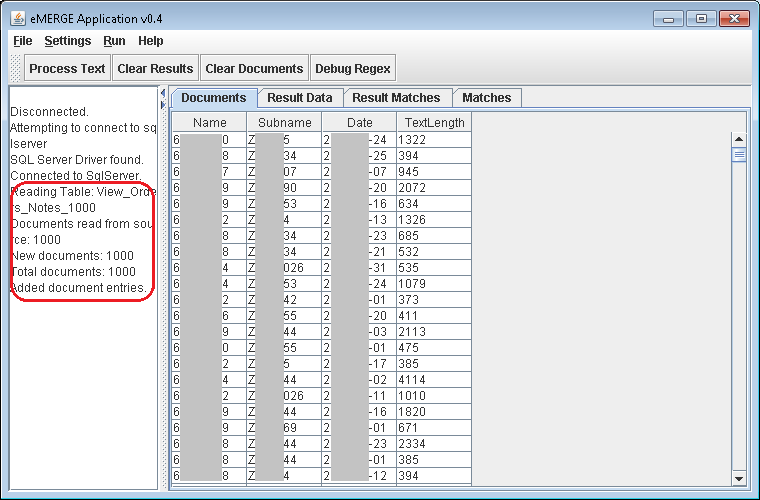 eMERGE Application v0.4
File Settings Run Help
Process Text Clear Results Clear Documents Debug Regex
Disconnected.
Attempting to connect to sq
lserver
SQL Server Driver found.
Connected to SqlServer.
Reading Table: View_Orde
rs_Notes_1000
Documents read from sou
rce: 1000
New documents: 1000
Total documents: 1000
Added document entries.
Documents Result Data Result Matches Matches
Name Subname Date TextLength
6 0 Z 5 2 -24 1322
6 8 Z 34 2 -25 394
6 7 Z 07 2 -07 945
6 9 Z 90 2 -20 2072
6 9 Z 53 2 -16 634
6 2 Z 4 2 -13 1326
6 8 Z 34 2 -23 685
6 8 Z 34 2 -21 532
6 4 Z 026 2 -31 535
6 4 Z 53 2 -24 1079
6 2 Z 42 2 -01 373
6 6 Z 55 2 -20 411
6 9 Z 44 2 -03 2113
6 0 Z 55 2 -01 475
6 2 Z 5 2 -17 385
6 4 Z 44 2 -02 4114
6 2 Z 026 2 -11 1010
6 9 Z 44 2 -16 1820
6 9 Z 69 2 -01 671
6 8 Z 44 2 -23 2334
6 8 Z 44 2 -01 385
6 8 Z 4 2 -12 394